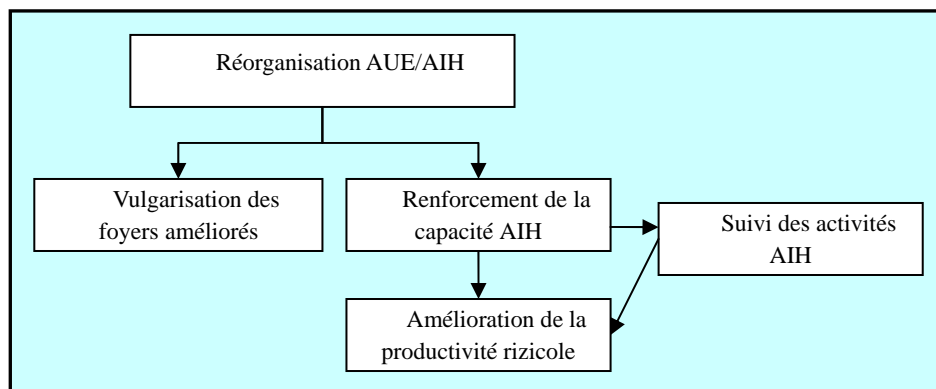 Réorganisation AUE/AIH
Vulgarisation des
foyers améliorés
Renforcement de la
capacité AIH
Suivi des activités
AIH
Amélioration de la
productivité rizicole